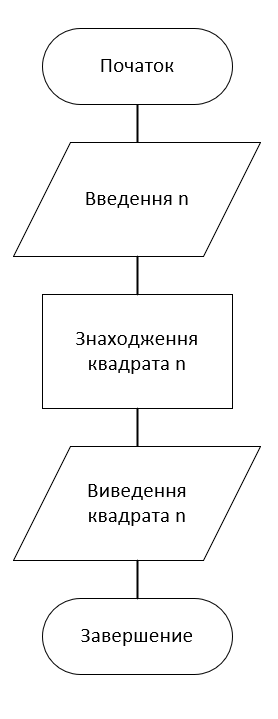 Початок
Введення n
Знаходження
квадрата n
Виведення
квадрата n
Завершение